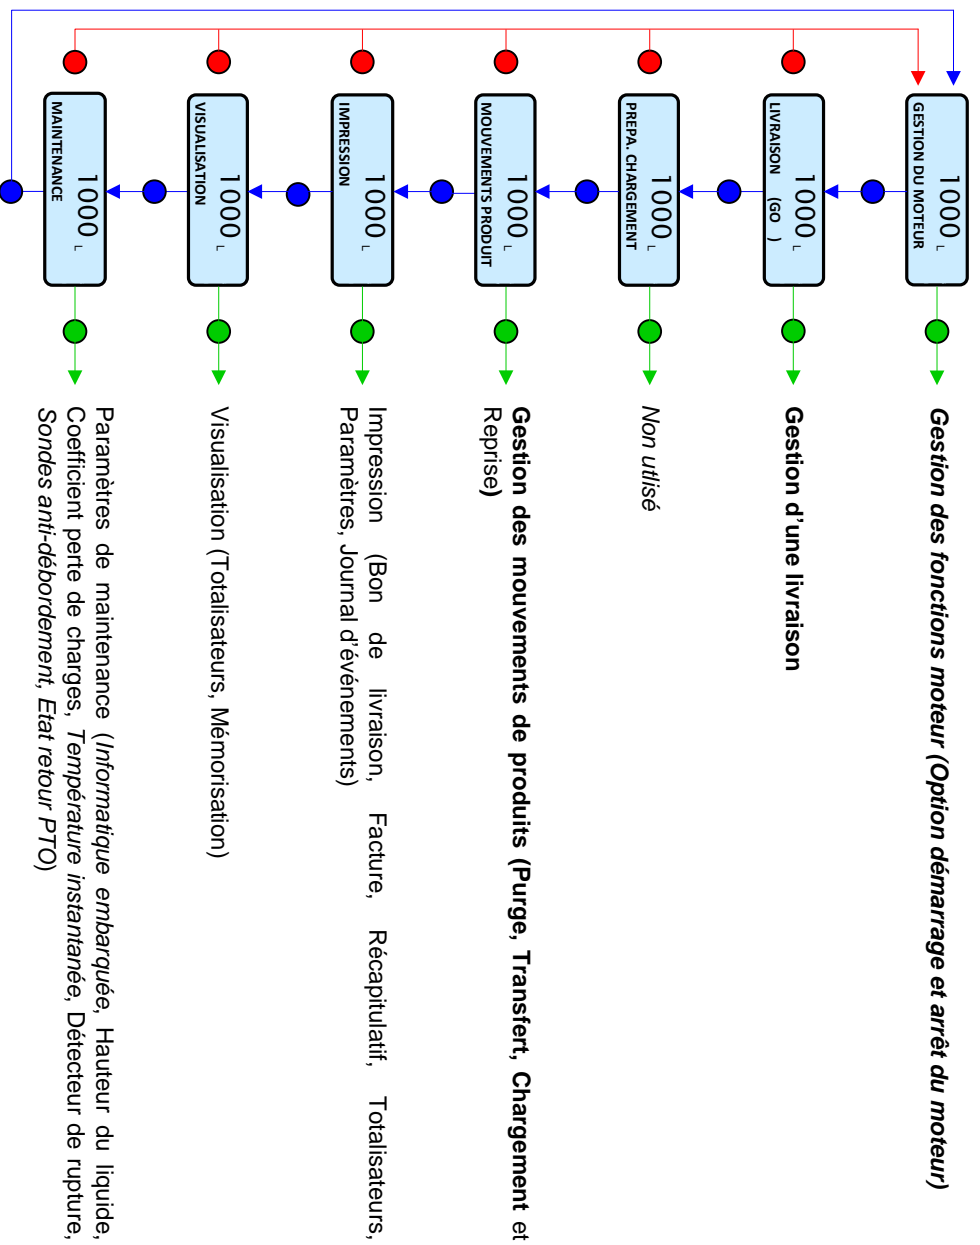 1000 L
GESTION DU MOTEUR
Gestion des fonctions moteur (Option démarrage et arrêt du moteur)
1000 L
LIVRAISON (GO )
Gestion d'une livraison
1000 L
PREPA. CHARGEMENT
Non utlisé
1000 L
MOUVEMENTS PRODUIT
Gestion des mouvements de produits (Purge, Transfert, Chargement et
Reprise)
1000 L
IMPRESSION
Impression (Bon de livraison, Facture, Récapitulatif, Totalisateurs,
Paramètres, Journal d'événements)
1000 L
VISUALISATION
Visualisation (Totalisateurs, Mémorisation)
1000 L
MAINTENANCE
Paramètres de maintenance (Informatique embarquée, Hauteur du liquide,
Coefficient perte de charges, Température instantanée, Détecteur de rupture,
Sondes anti-débordement, Etat retour PTO)